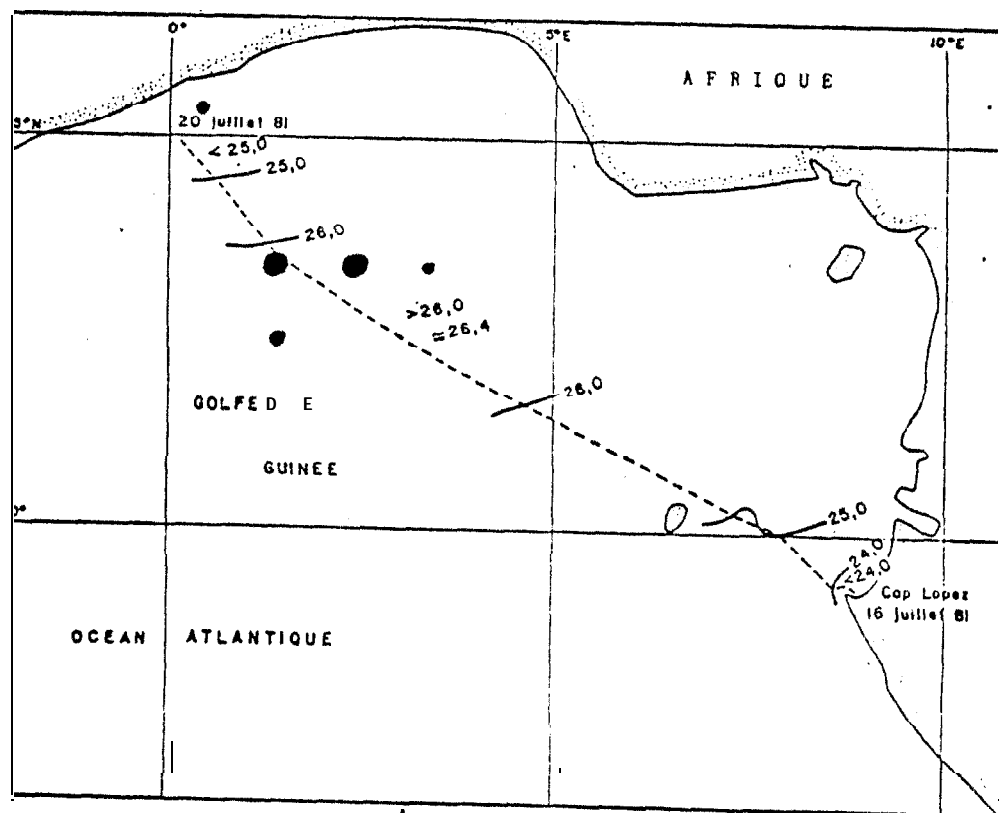 0°
5°E
10°E
AFRIQUE
5°N
20 juillet 81
< 25,0
25,0
26,0
>26,0
≃26,4
26,0
GOLFE DE
GUINEE
0°
25,0
24,0
<24,0
Cap Lopez
16 juillet 81
OCEAN ATLANTIQUE